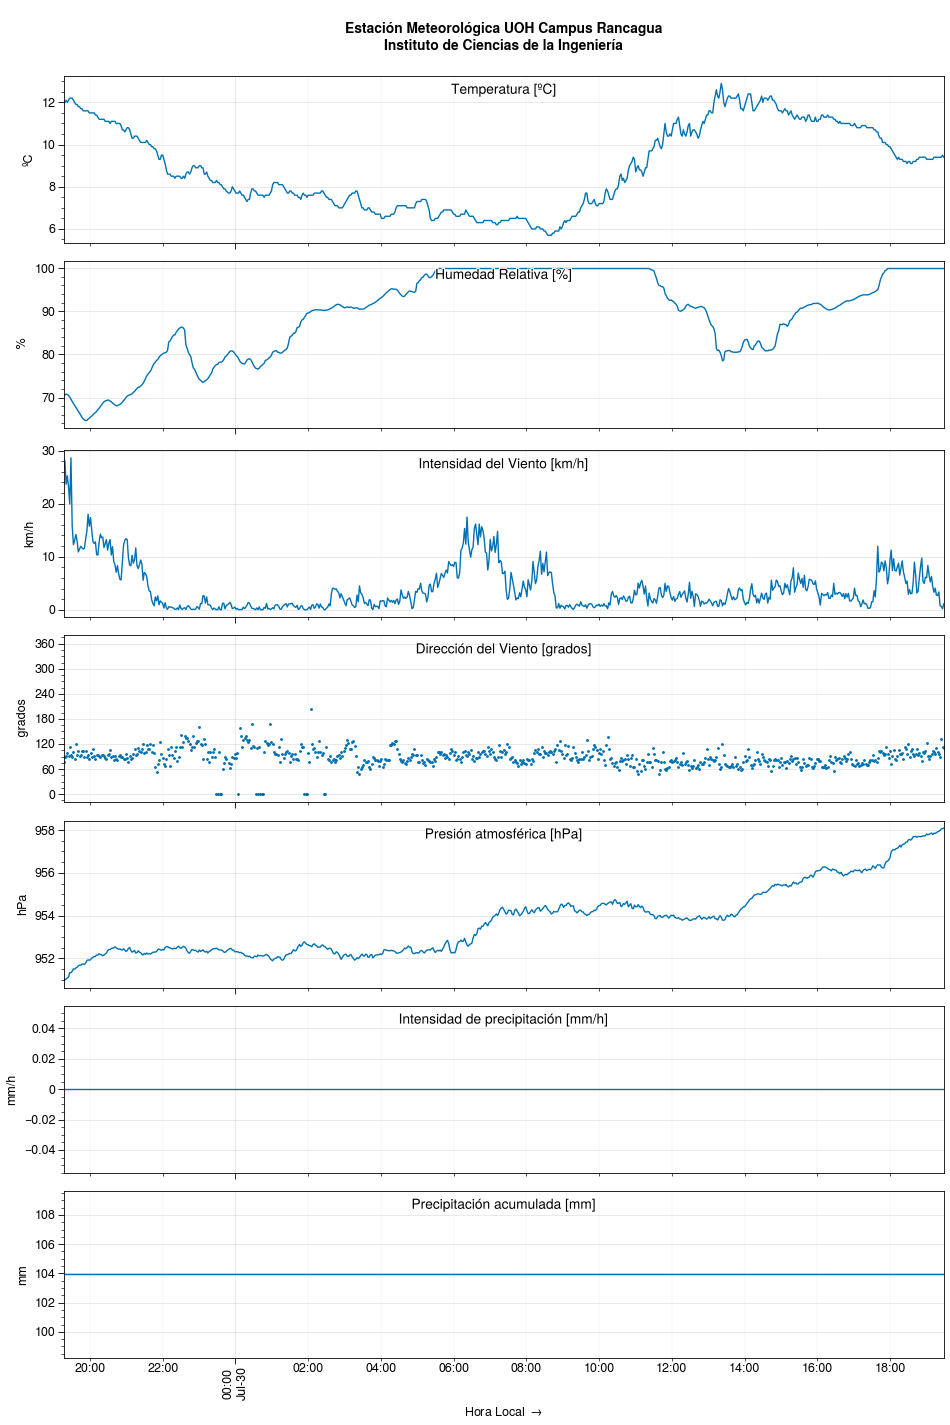 Estación Meteorológica UOH Campus Rancagua
Instituto de Ciencias de la Ingeniería
Temperatura [ºC]
ºC
12
10
8
6
Humedad Relativa [%]
%
100
90
80
70
Intensidad del Viento [km/h]
km/h
30
20
10
0
Dirección del Viento [grados]
grados
360
300
240
180
120
60
0
Presión atmosférica [hPa]
hPa
958
956
954
952
Intensidad de precipitación [mm/h]
mm/h
0.04
0.02
0
−0.02
−0.04
Precipitación acumulada [mm]
mm
108
106
104
102
100
20:00 22:00 00:00 02:00 04:00 06:00 08:00 10:00 12:00 14:00 16:00 18:00
Jul-30
Hora Local →